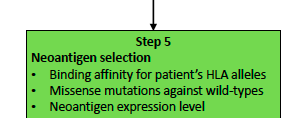 Step 5
Neoantigen selection
• Binding affinity for patient's HLA alleles
• Missense mutations against wild-types
• Neoantigen expression level